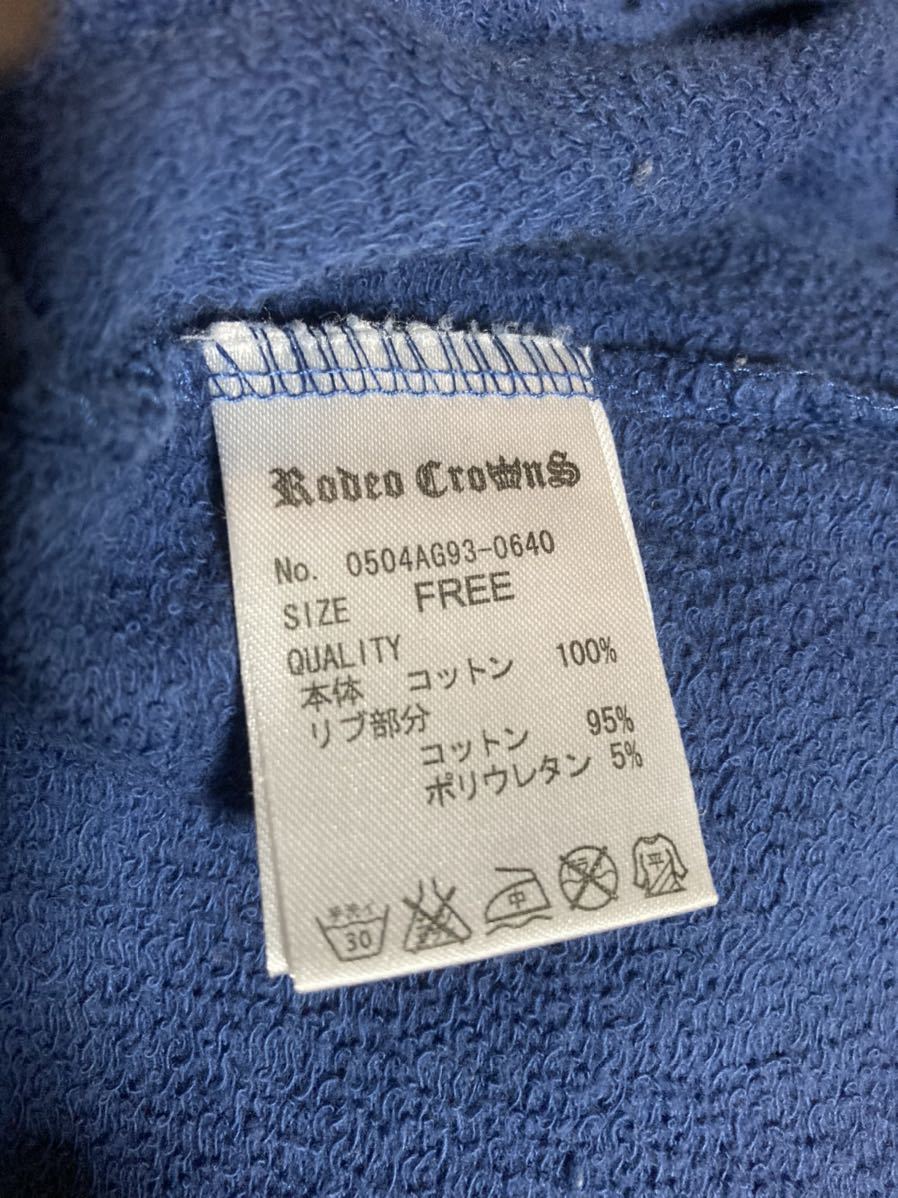 Rodeo Crowns
No. 0504AG93-0640
SIZE FREE
QUALITY
本体 コットン 100%
リブ部分
コットン 95%
ポリウレタン 5%
手洗イ 30 中 平